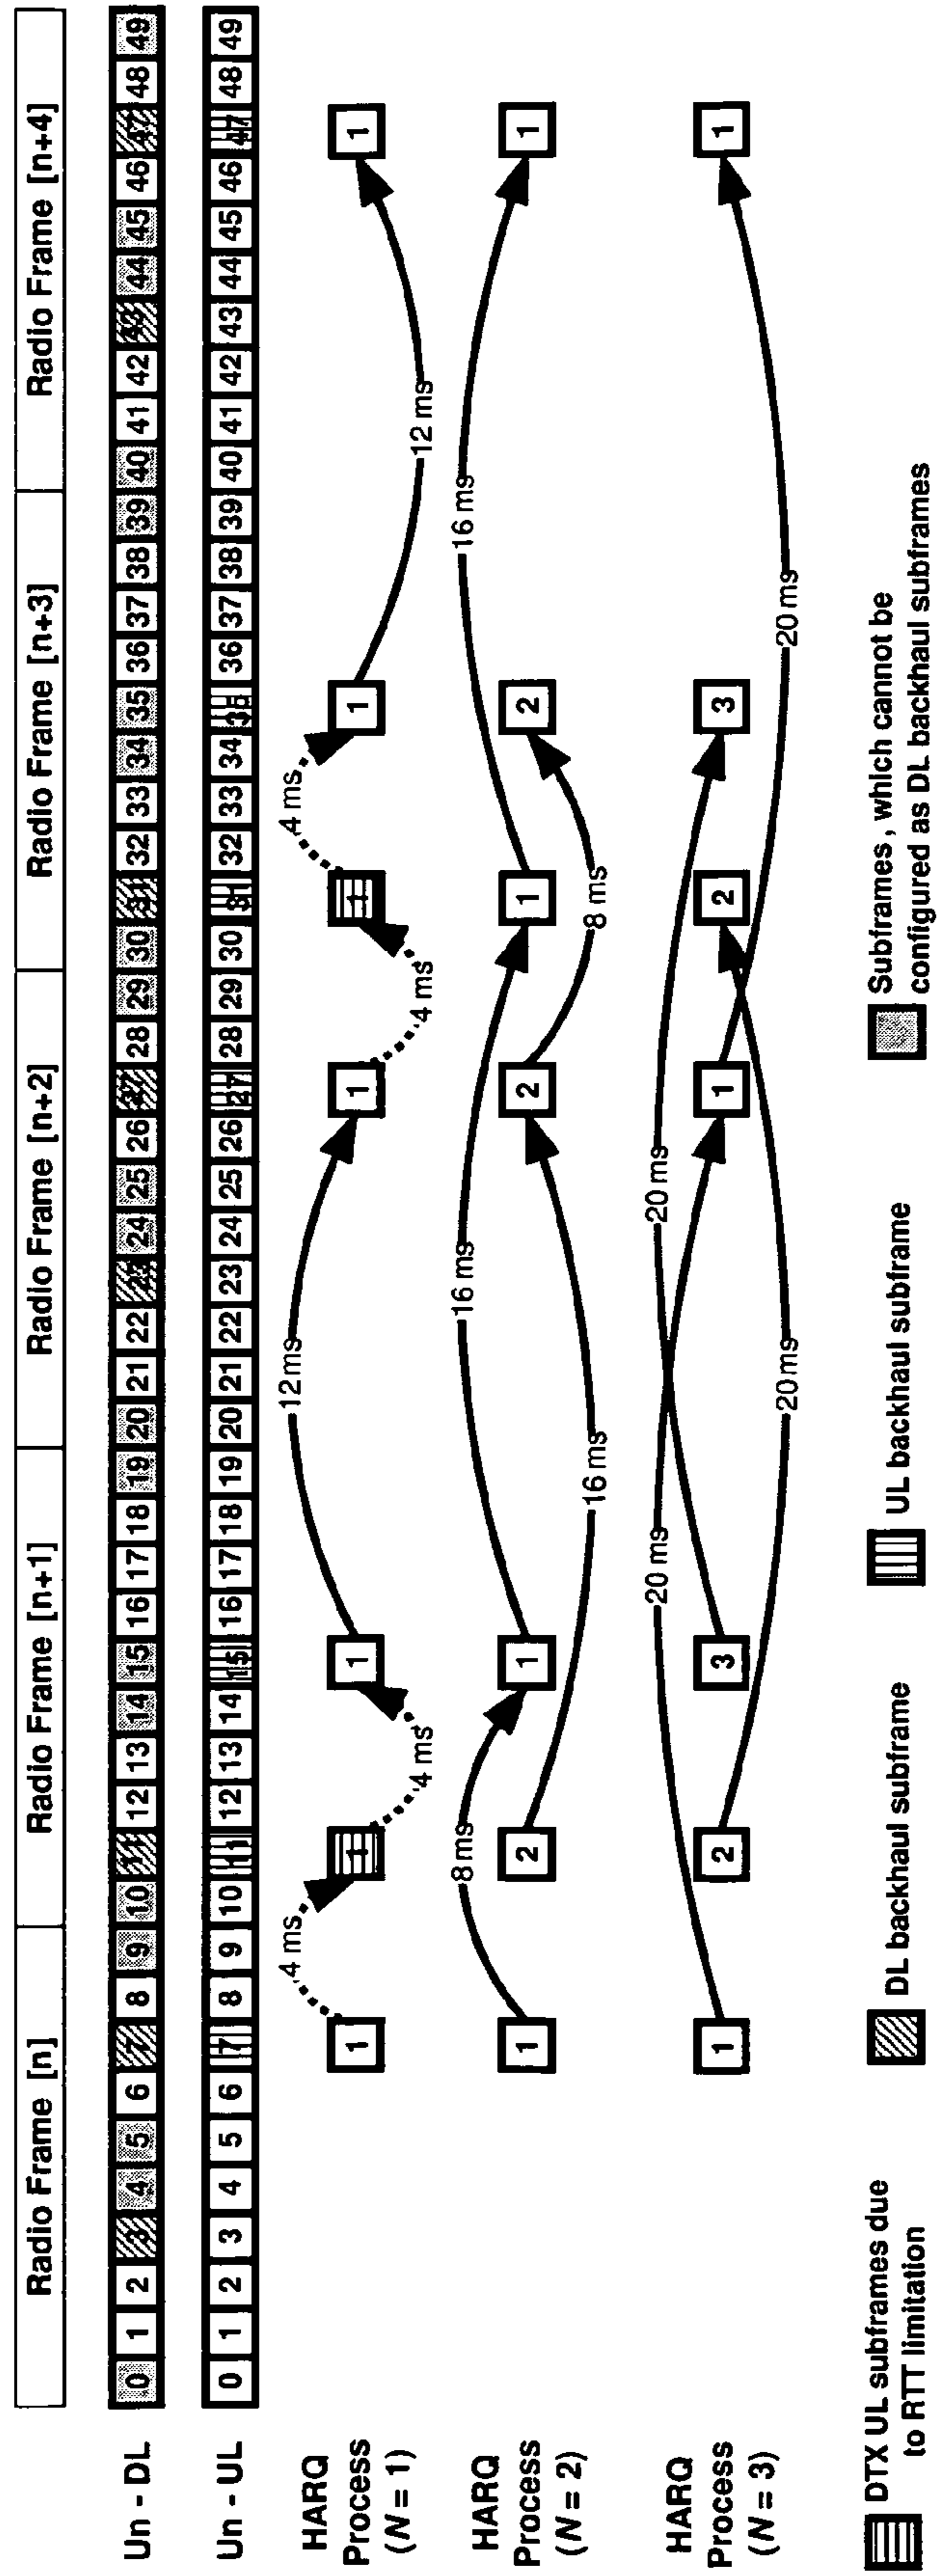 Radio Frame [n] Radio Frame [n+1] Radio Frame [n+2] Radio Frame [n+3] Radio Frame [n+4]
Un - DL 0 1 2 3 4 5 6 7 8 9 10 11 12 13 14 15 16 17 18 19 20 21 22 23 24 25 26 27 28 29 30 31 32 33 34 35 36 37 38 39 40 41 42 43 44 45 46 47 48 49
Un - UL 0 1 2 3 4 5 6 7 8 9 10 11 12 13 14 15 16 17 18 19 20 21 22 23 24 25 26 27 28 29 30 31 32 33 34 35 36 37 38 39 40 41 42 43 44 45 46 47 48 49
HARQ
Process
(N = 1)
4 ms 12ms 4 ms
1 1 1 1 1 1 1
4 ms 4 ms 12 ms
HARQ
Process
(N = 2)
8ms 16 ms 16 ms
1 2 1 2 1 2 1
16 ms 8 ms
HARQ
Process
(N = 3)
20 ms 20 ms
1 2 3 1 2 3 1
20ms 20 ms
DTX UL subframes due
to RTT limitation
DL backhaul subframe
UL backhaul subframe
Subframes, which cannot be
configured as DL backhaul subframes